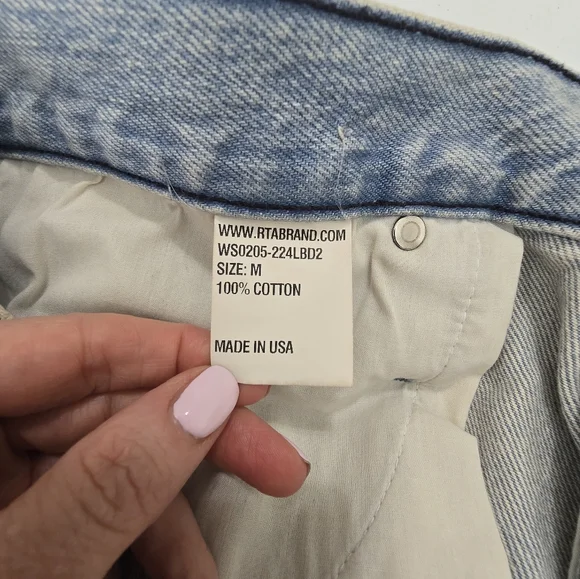 WWW.RTABRAND.COM
WS0205-224LBD2
SIZE: M
100% COTTON
MADE IN USA